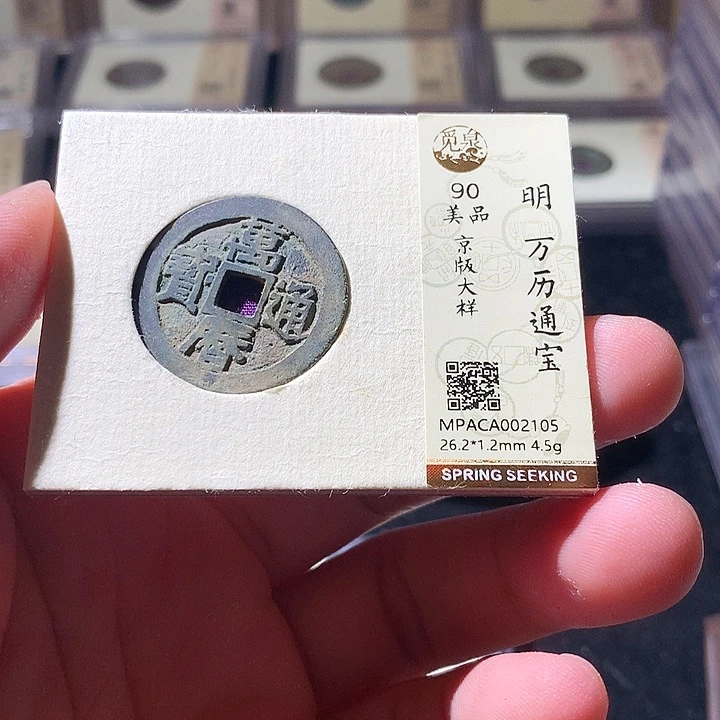 萬曆通寶
觅泉
90
美品
京版大样
明 万历通宝
MPACA002105
26.2*1.2mm 4.5g
SPRING SEEKING